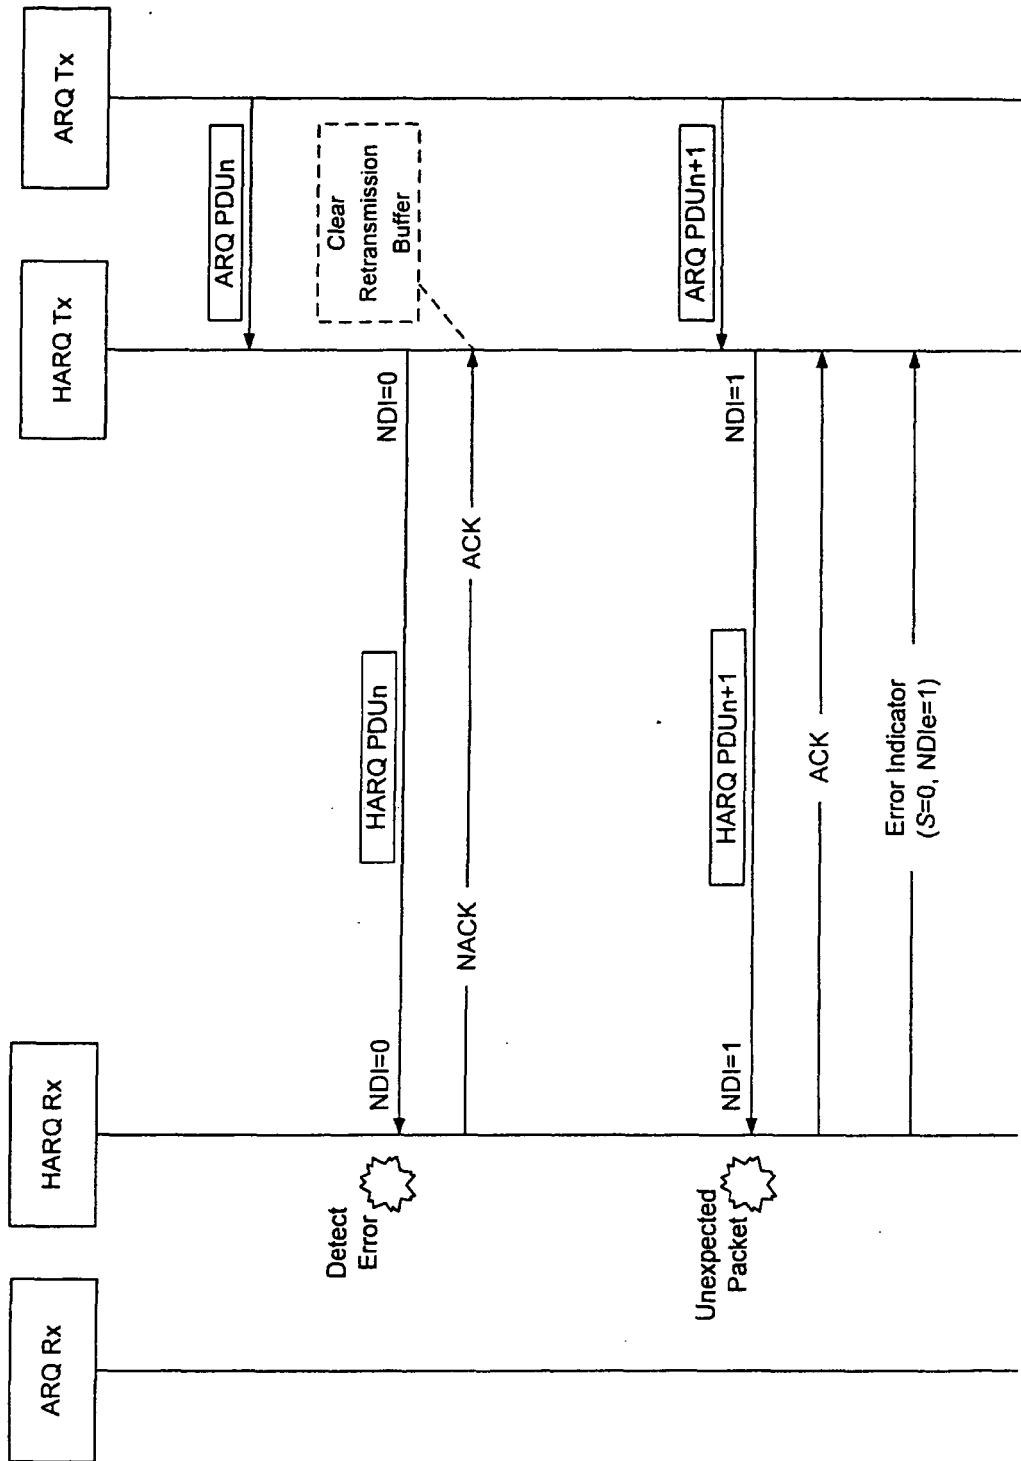 ARQ Rx
HARQ Rx
HARQ Tx
ARQ Tx
ARQ PDUn
Clear
Retransmission
Buffer
Detect
Error
NDI=0
HARQ PDUn
NDI=0
NACK
ACK
ARQ PDUn+1
Unexpected
Packet
NDI=1
HARQ PDUn+1
NDI=1
ACK
Error Indicator
(S=0, NDIe=1)